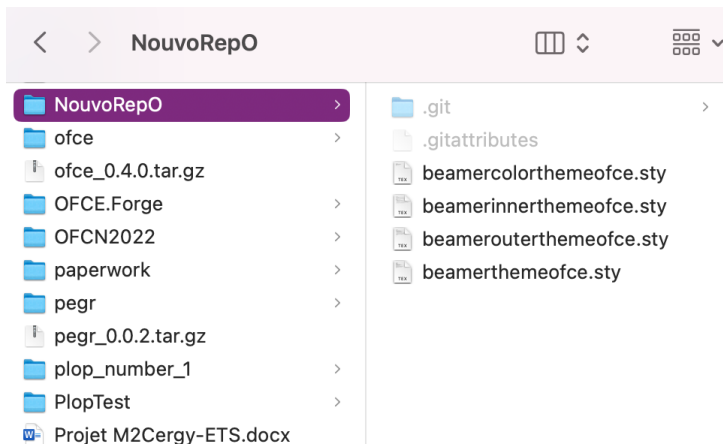 NouvoRepO
NouvoRepO
ofce
ofce_0.4.0.tar.gz
OFCE.Forge
OFCN2022
paperwork
pegr
pegr_0.0.2.tar.gz
plop_number_1
PlopTest
Projet M2Cergy-ETS.docx
.git
.gitattributes
beamercolorthemeofce.sty
beamerinnerthemeofce.sty
beamerouterthemeofce.sty
beamerthemeofce.sty